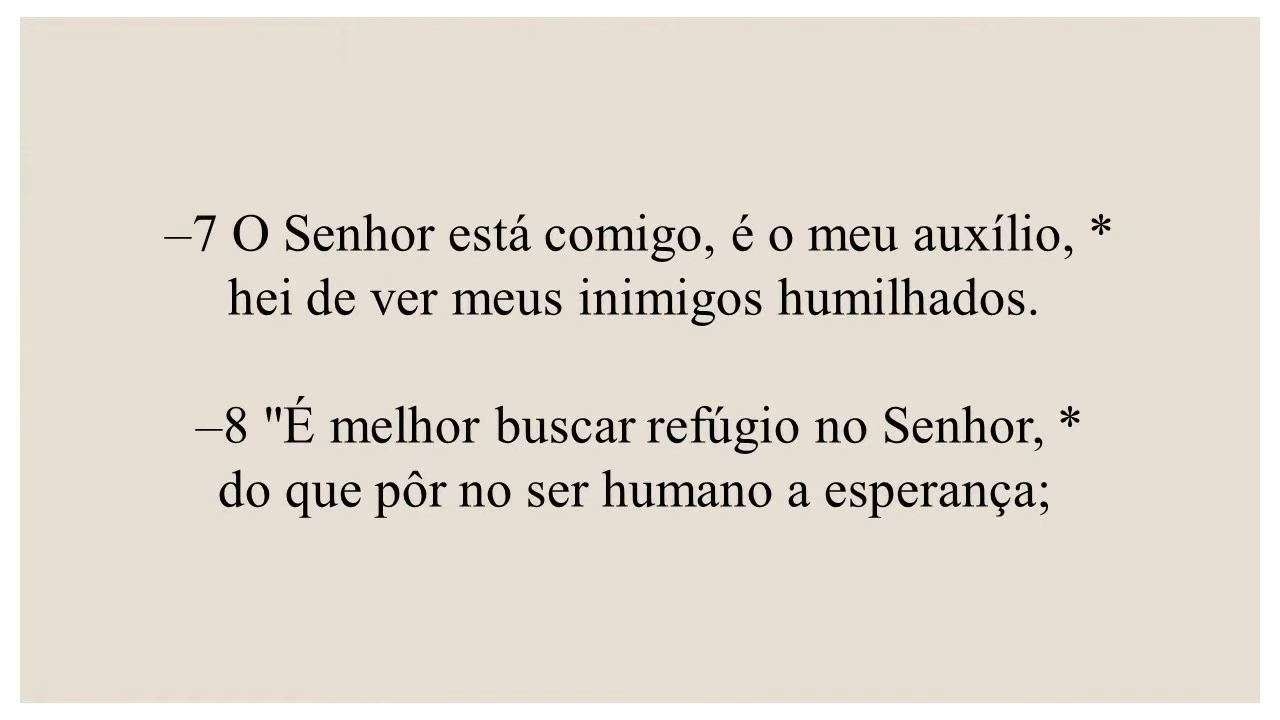 –7 O Senhor está comigo, é o meu auxílio, *
hei de ver meus inimigos humilhados.
–8 "É melhor buscar refúgio no Senhor, *
do que pôr no ser humano a esperança;